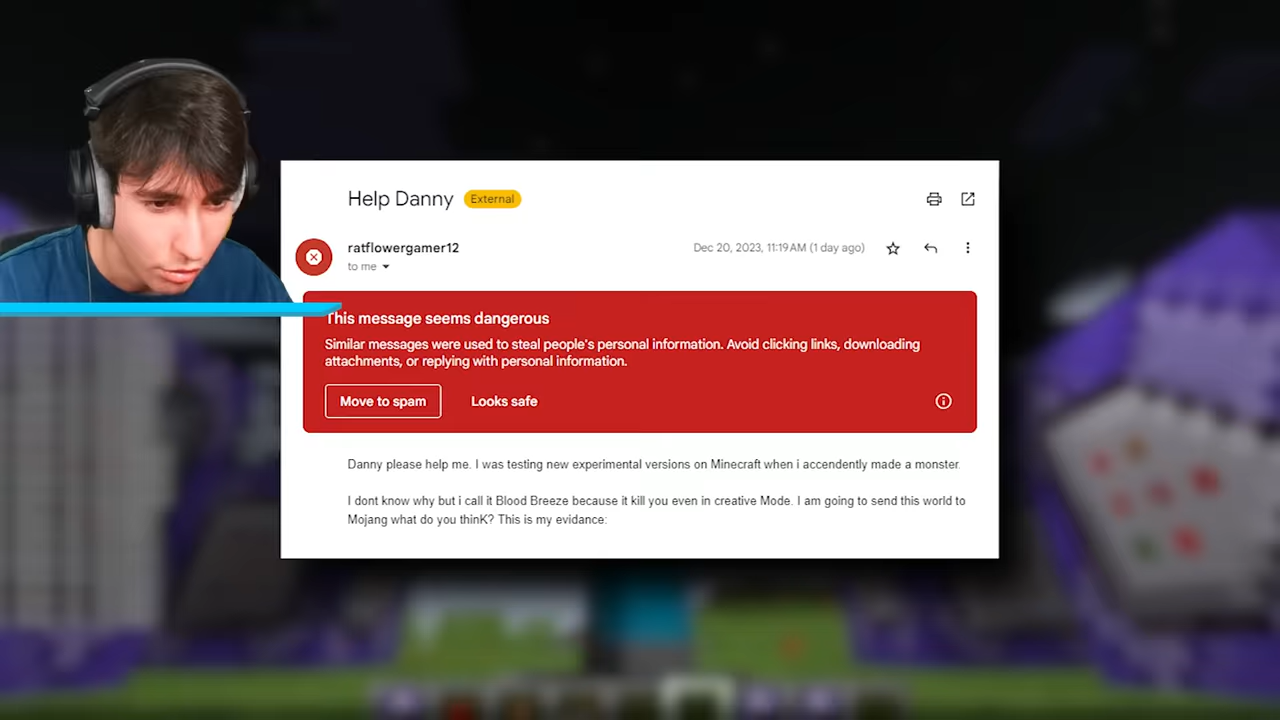 Help Danny External
ratflowergamer12
Dec 20, 2023, 11:19 AM (1 day ago)
to me
This message seems dangerous
Similar messages were used to steal people's personal information. Avoid clicking links, downloading
attachments, or replying with personal information.
Move to spam
Looks safe
Danny please help me. I was testing new experimental versions on Minecraft when i accendently made a monster.
I dont know why but i call it Blood Breeze because it kill you even in creative Mode. I am going to send this world to
Mojang what do you thinK? This is my evidance: